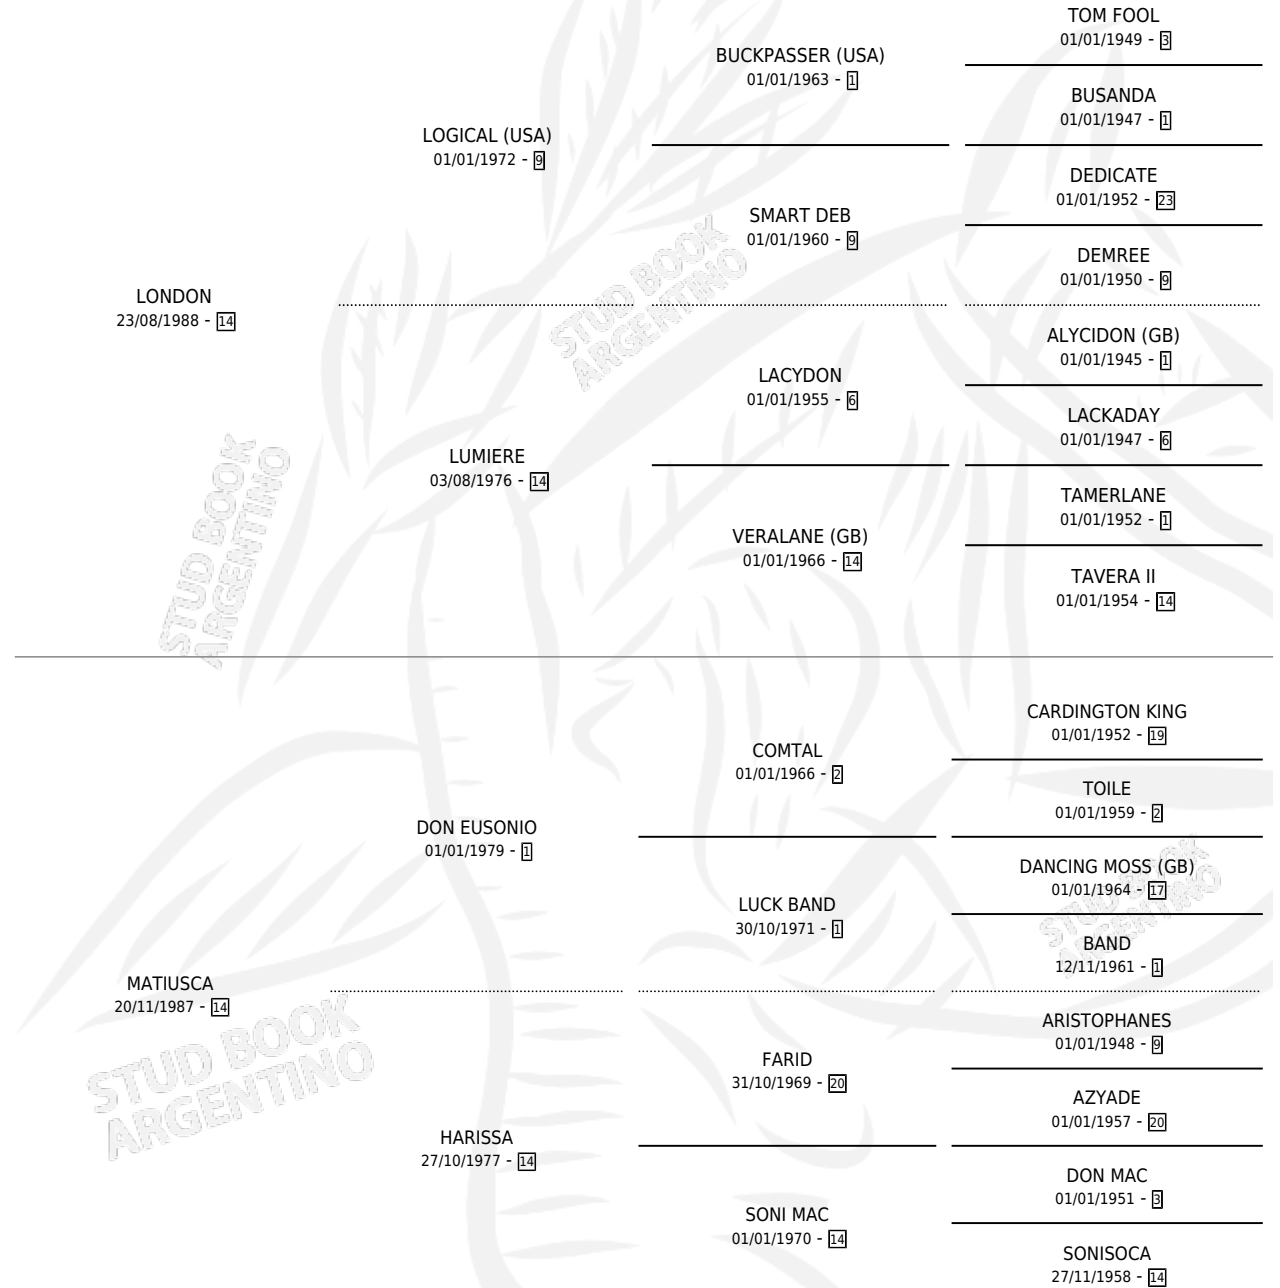 TOM FOOL
01/01/1949 - 3
BUCKPASSER (USA)
01/01/1963 - 1
BUSANDA
01/01/1947 - 1
LOGICAL (USA)
01/01/1972 - 9
DEDICATE
01/01/1952 - 23
SMART DEB
01/01/1960 - 9
DEMREE
01/01/1950 - 9
LONDON
23/08/1988 - 14
ALYCIDON (GB)
01/01/1945 - 1
LACYDON
01/01/1955 - 6
LACKADAY
01/01/1947 - 6
LUMIERE
03/08/1976 - 14
TAMERLANE
01/01/1952 - 1
VERALANE (GB)
01/01/1966 - 14
TAVERA II
01/01/1954 - 14
STUD BOOK
ARGENTINO
STUD BOOK
ARGENTINO
CARDINGTON KING
01/01/1952 - 19
COMTAL
01/01/1966 - 2
TOILE
01/01/1959 - 2
DON EUSONIO
01/01/1979 - 1
DANCING MOSS (GB)
01/01/1964 - 17
LUCK BAND
30/10/1971 - 1
BAND
12/11/1961 - 1
MATIUSCA
20/11/1987 - 14
ARISTOPHANES
01/01/1948 - 9
FARID
31/10/1969 - 20
AZYADE
01/01/1957 - 20
HARISSA
27/10/1977 - 14
DON MAC
01/01/1951 - 3
SONI MAC
01/01/1970 - 14
SONISOCA
27/11/1958 - 14
STUD BOOK
ARGENTINO
STUD BOOK
ARGENTINO